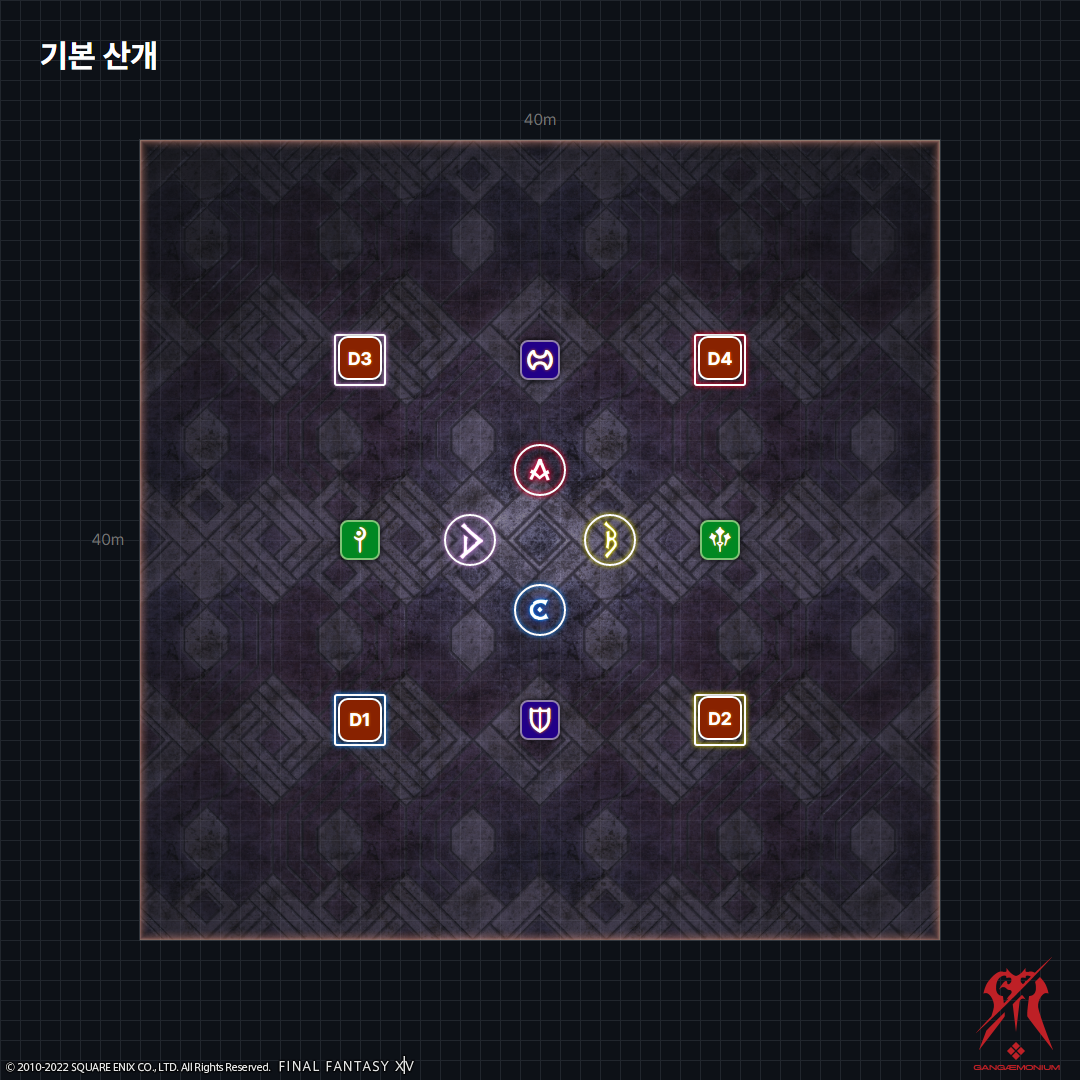 기본 산개
40m
D3
D4
A
40m
D
B
C
D1
D2
© 2010-2022 SQUARE ENIX CO., LTD. All Rights Reserved. FINAL FANTASY XIV
GANGÆMONIUM